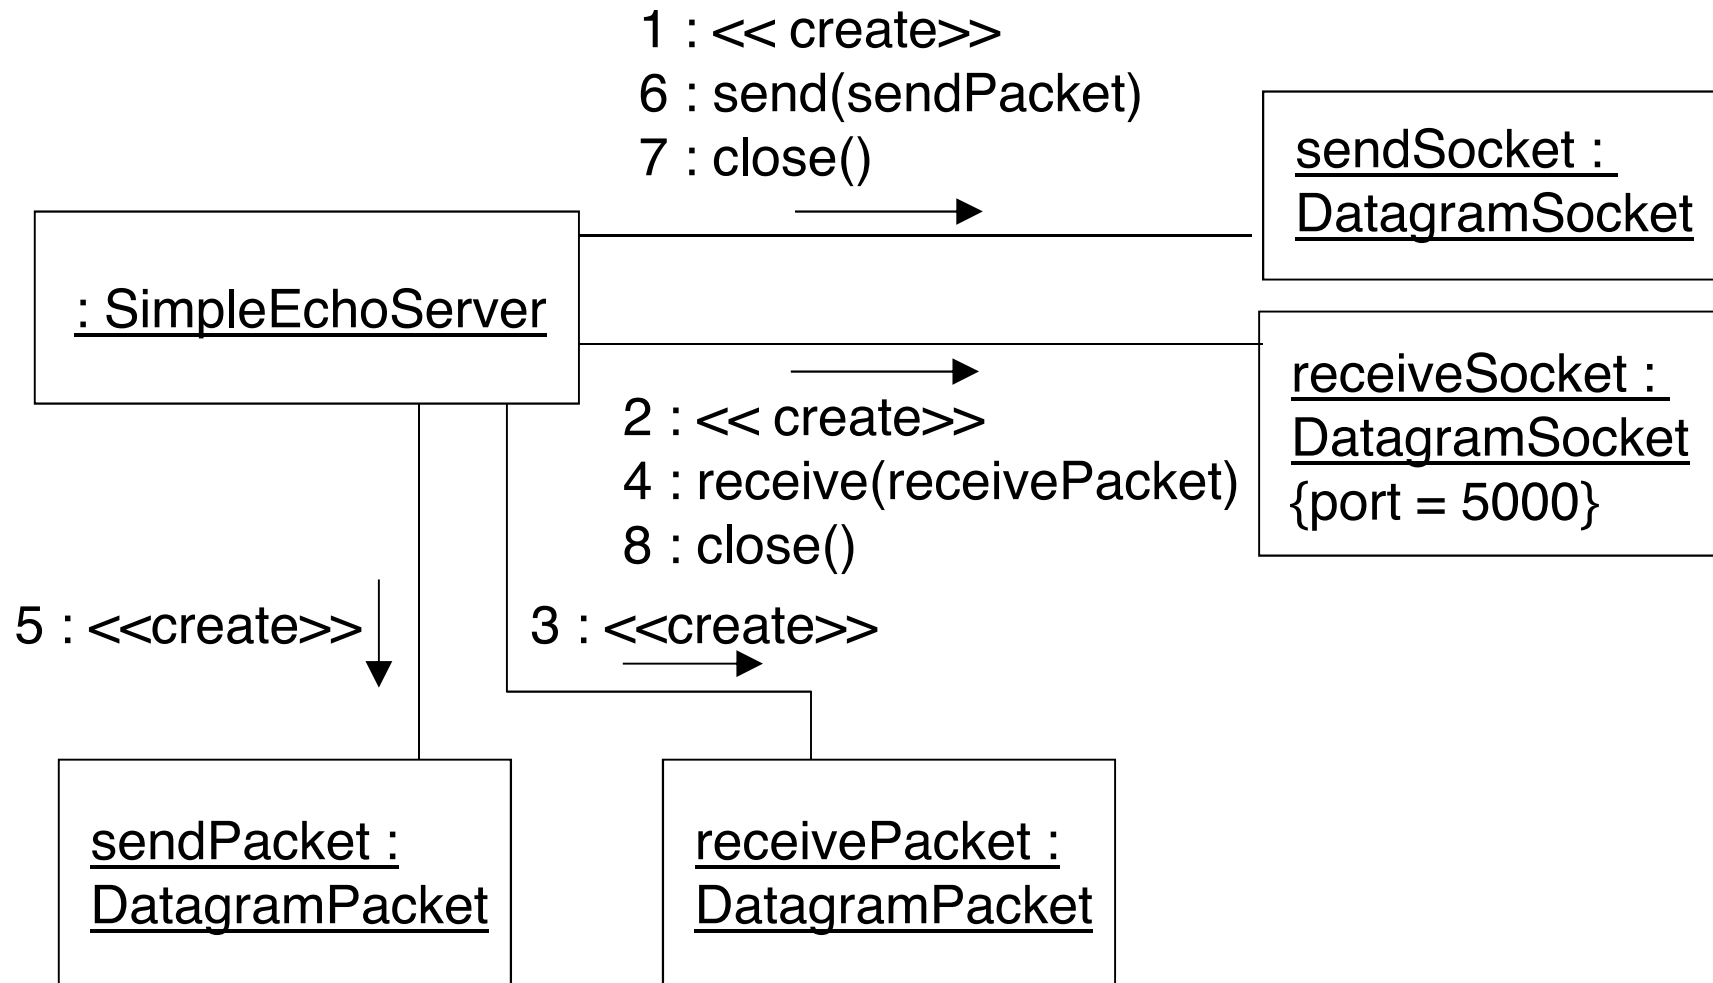 1 : << create>>
6 : send(sendPacket)
7 : close()
sendSocket :
DatagramSocket
: SimpleEchoServer
receiveSocket :
DatagramSocket
{port = 5000}
2 : << create>>
4 : receive(receivePacket)
8 : close()
5 : <<create>>
3 : <<create>>
sendPacket :
DatagramPacket
receivePacket :
DatagramPacket